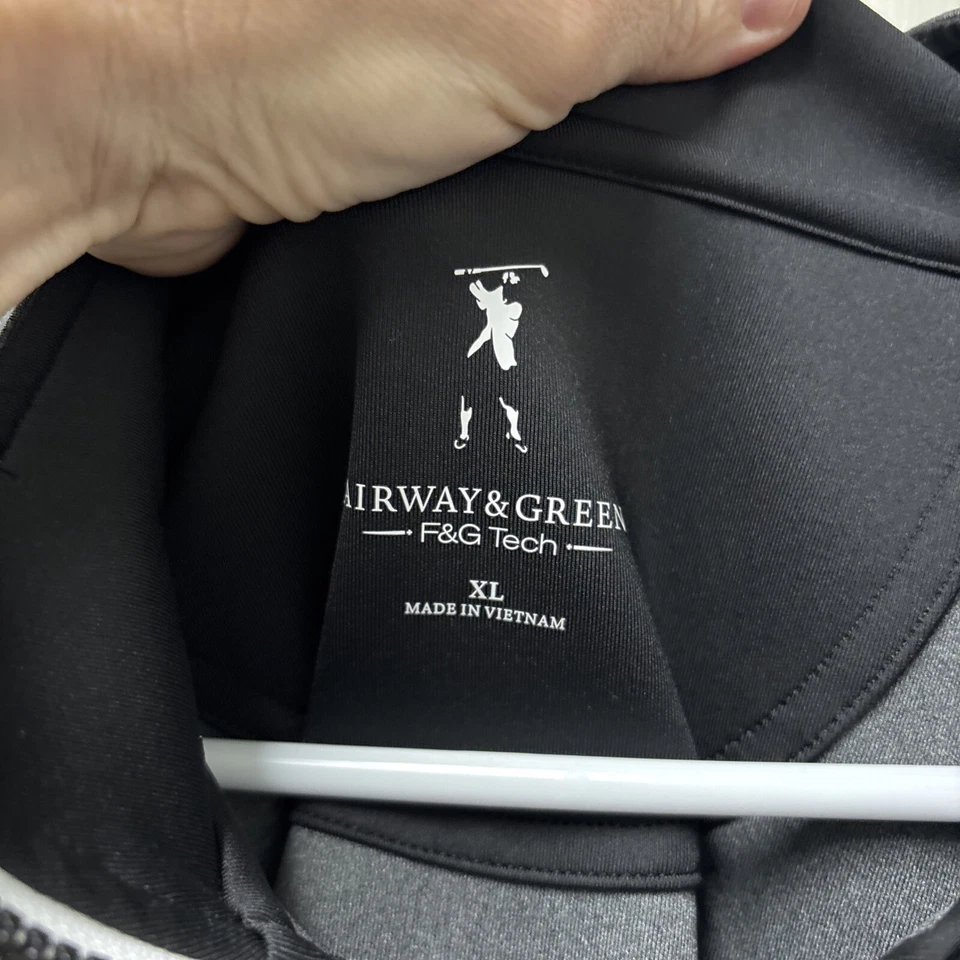 AIRWAY&GREEN
F&G Tech
XL
MADE IN VIETNAM